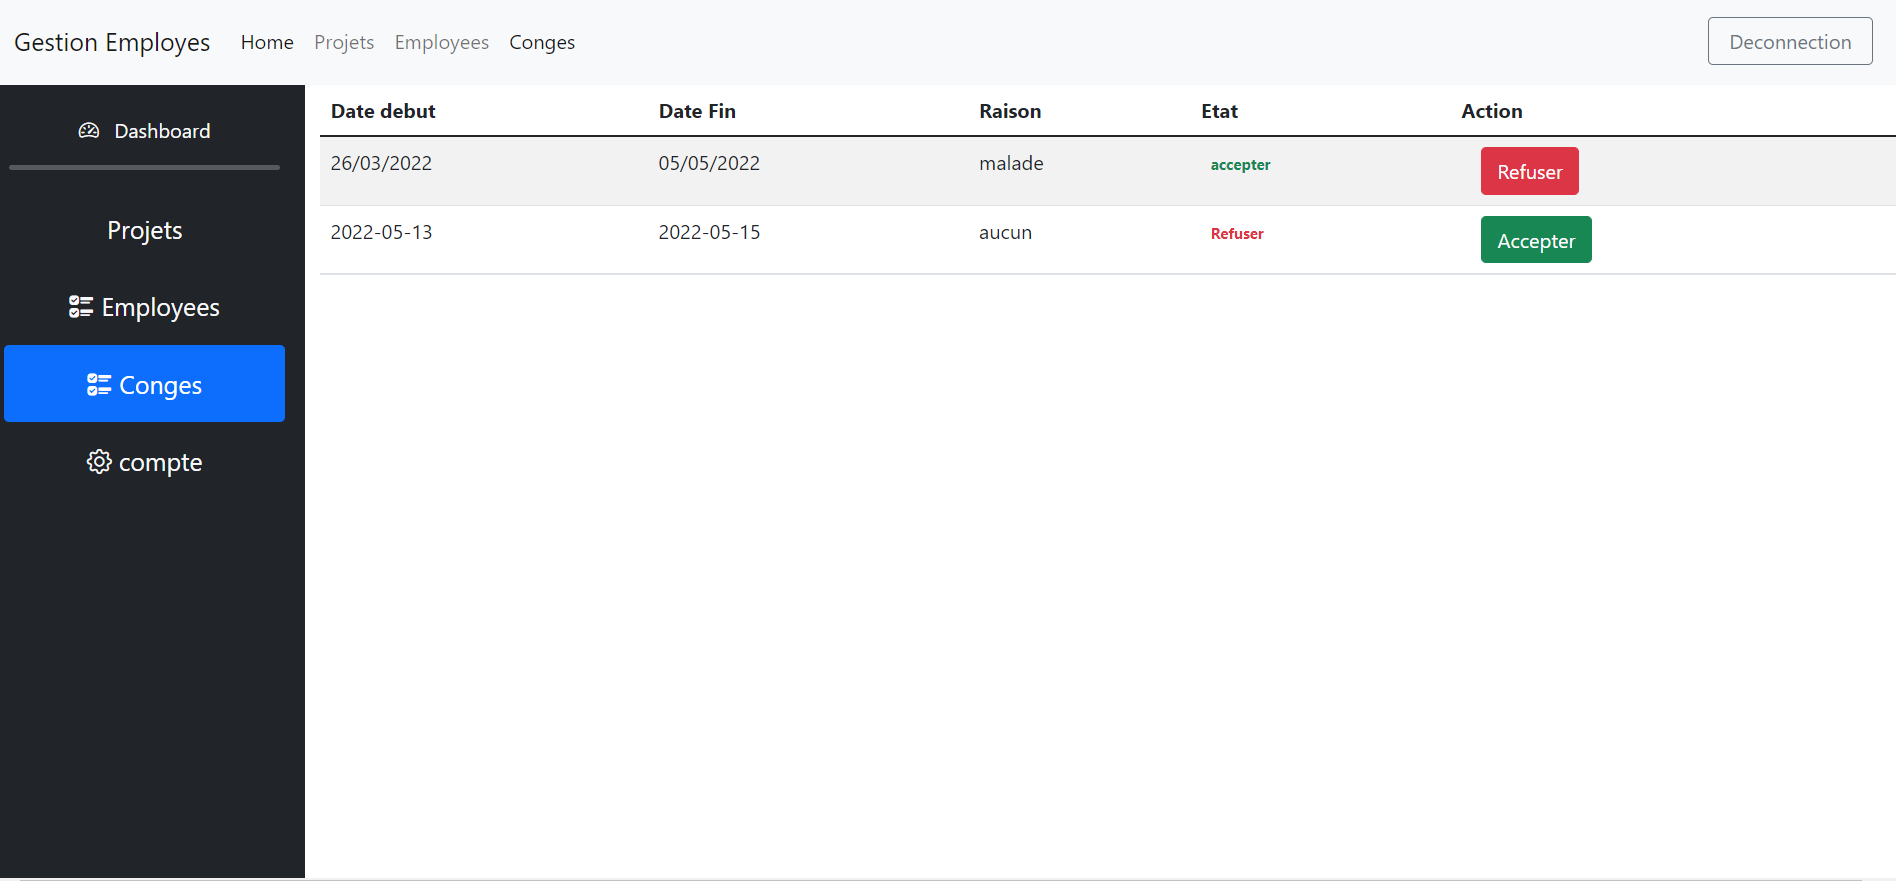 Gestion Employes Home Projets Employees Conges Deconnection
Dashboard
Projets
Employees
Conges
compte
Date debut Date Fin Raison Etat Action
26/03/2022 05/05/2022 malade accepter Refuser
2022-05-13 2022-05-15 aucun Refuser Accepter